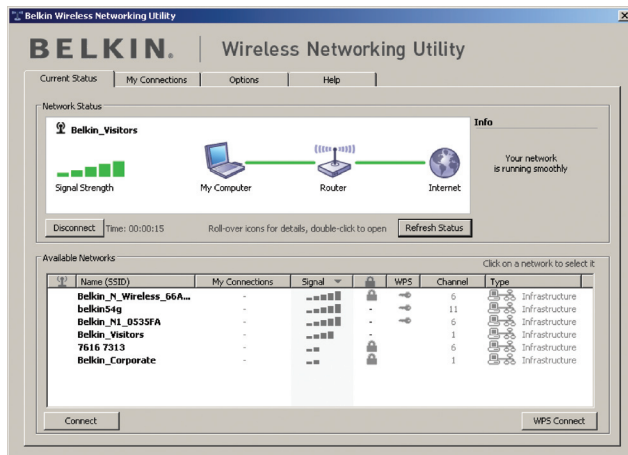 Belkin Wireless Networking Utility
BELKIN. Wireless Networking Utility
Current Status My Connections Options Help
Network Status
Belkin_Visitors
Signal Strength My Computer Router Internet
Info
Your network
is running smoothly
Disconnect Time: 00:00:15 Roll-over icons for details, double-click to open Refresh Status
Available Networks
Click on a network to select it
Name (SSID) My Connections Signal WPS Channel Type
Belkin_N_Wireless_66A... - 6 Infrastructure
belkin54g - - 11 Infrastructure
Belkin_N1_0535FA - - 6 Infrastructure
Belkin_Visitors - - 1 Infrastructure
7616 7313 - 6 Infrastructure
Belkin_Corporate - 1 Infrastructure
Connect WPS Connect